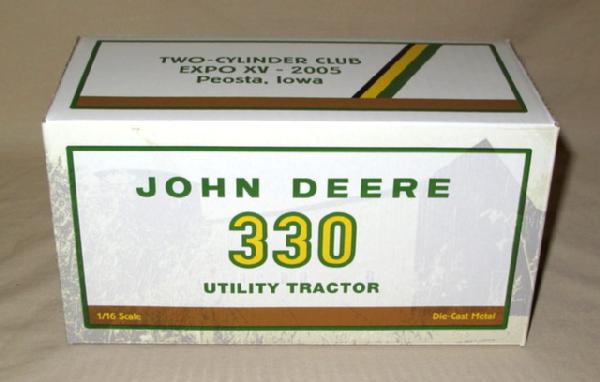 TWO-CYLINDER CLUB
EXPO XV - 2005
Peosta, Iowa
JOHN DEERE
330
UTILITY TRACTOR
1/16 Scale
Die-Cast Metal